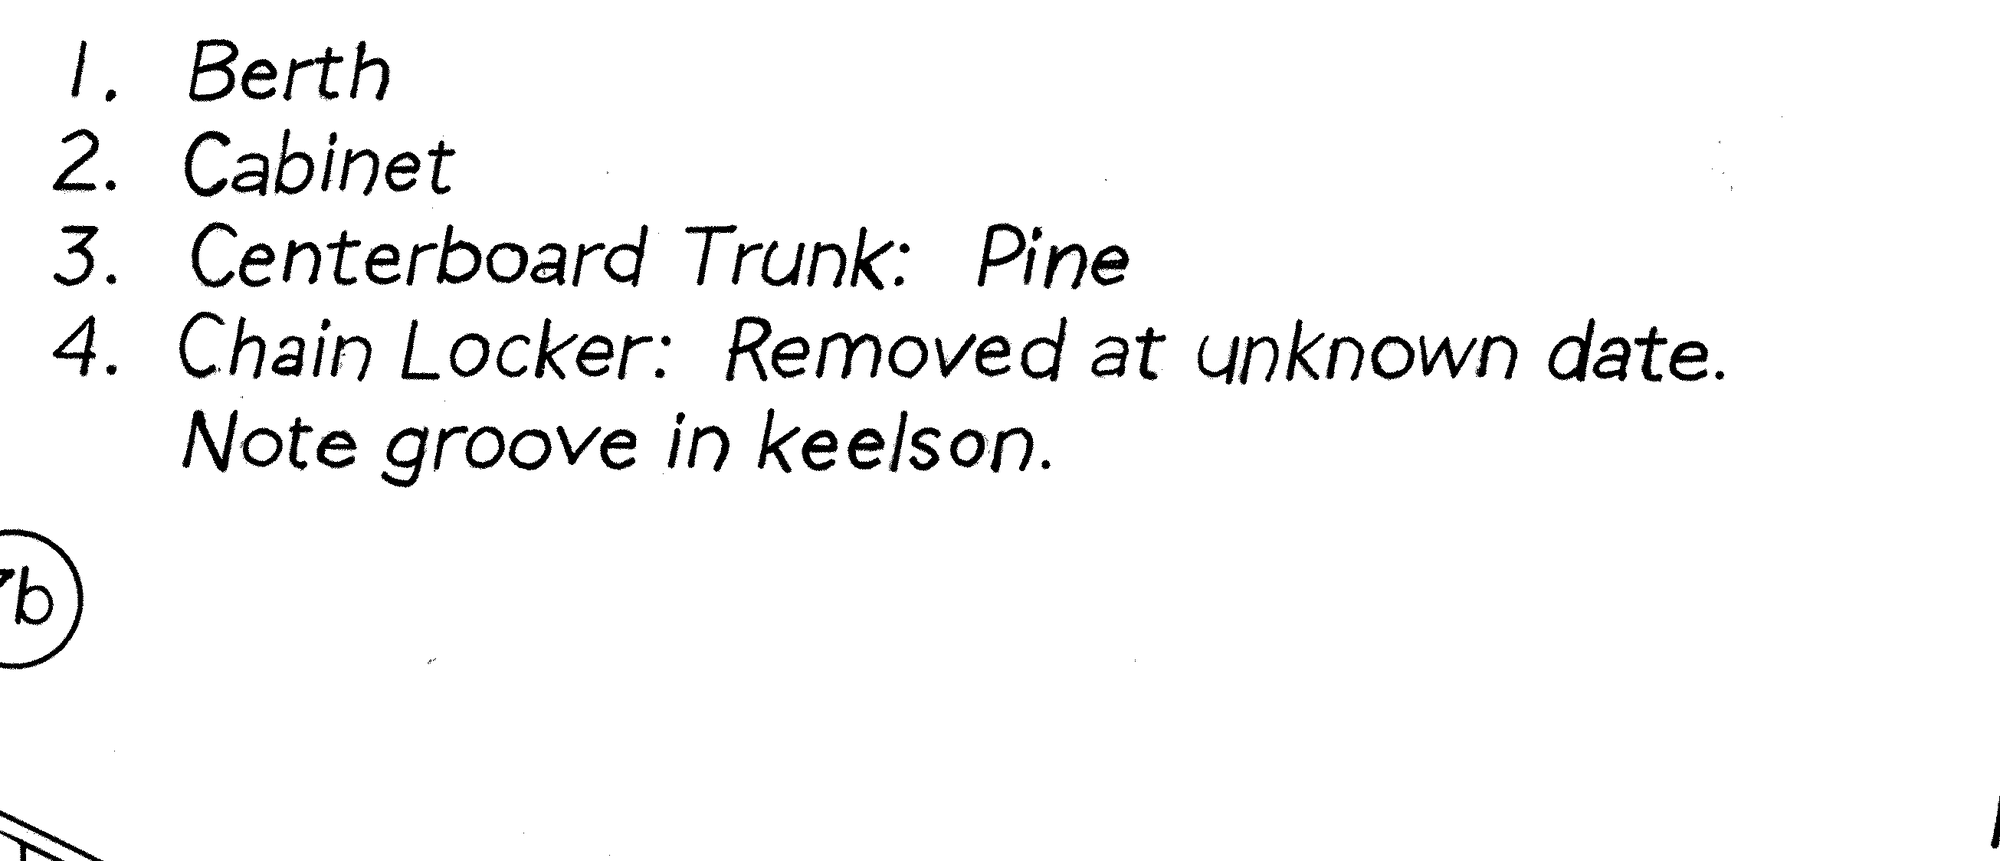 1. Berth
2. Cabinet
3. Centerboard Trunk: Pine
4. Chain Locker: Removed at unknown date.
Note groove in keelson.